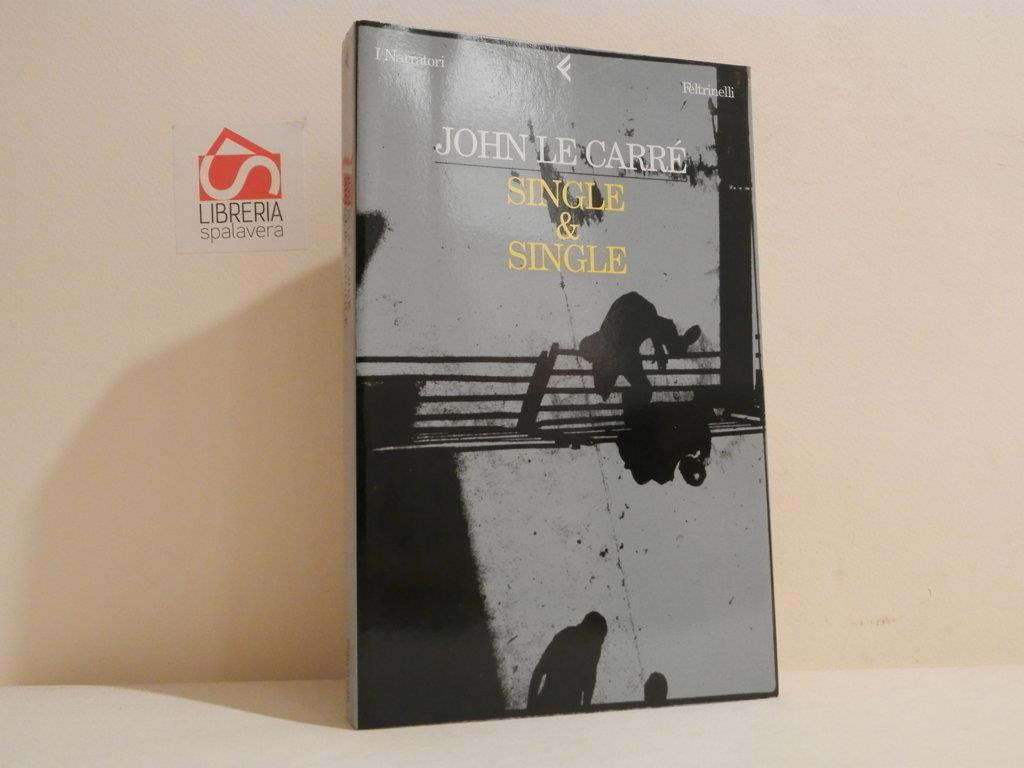 I Narratori
Feltrinelli
JOHN LE CARRÉ
SINGLE
&
SINGLE
LIBRERIA
spalavera